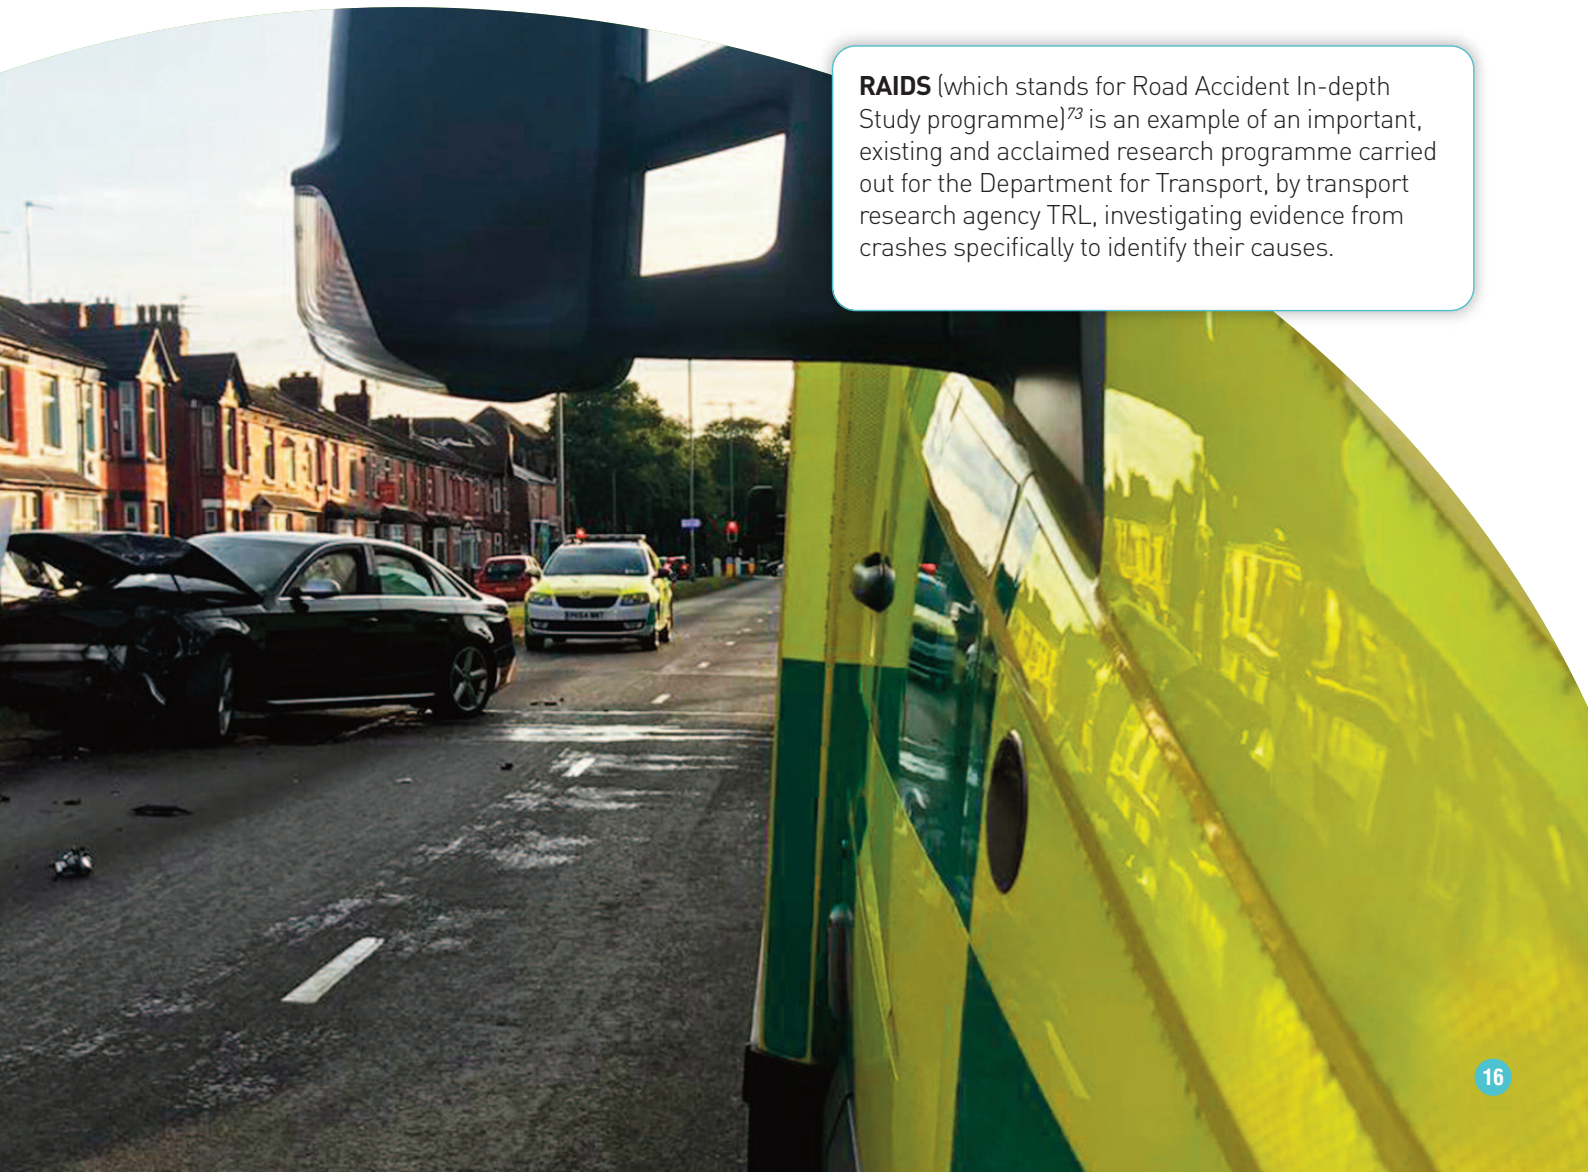 RAIDS (which stands for Road Accident In-depth
Study programme)73 is an example of an important,
existing and acclaimed research programme carried
out for the Department for Transport, by transport
research agency TRL, investigating evidence from
crashes specifically to identify their causes.
16